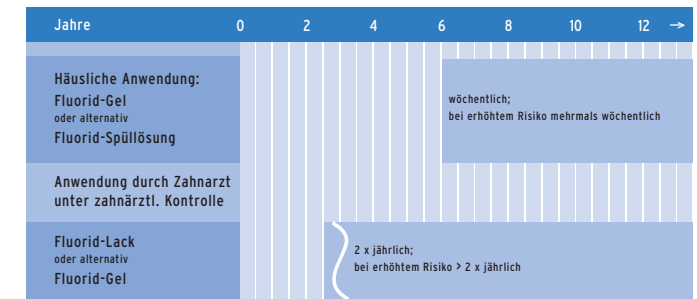 Jahre 0 2 4 6 8 10 12 →
Häusliche Anwendung:
Fluorid-Gel
oder alternativ
Fluorid-Spüllösung
wöchentlich;
bei erhöhtem Risiko mehrmals wöchentlich
Anwendung durch Zahnarzt
unter zahnärztl. Kontrolle
Fluorid-Lack
oder alternativ
Fluorid-Gel
2 x jährlich;
bei erhöhtem Risiko > 2 x jährlich